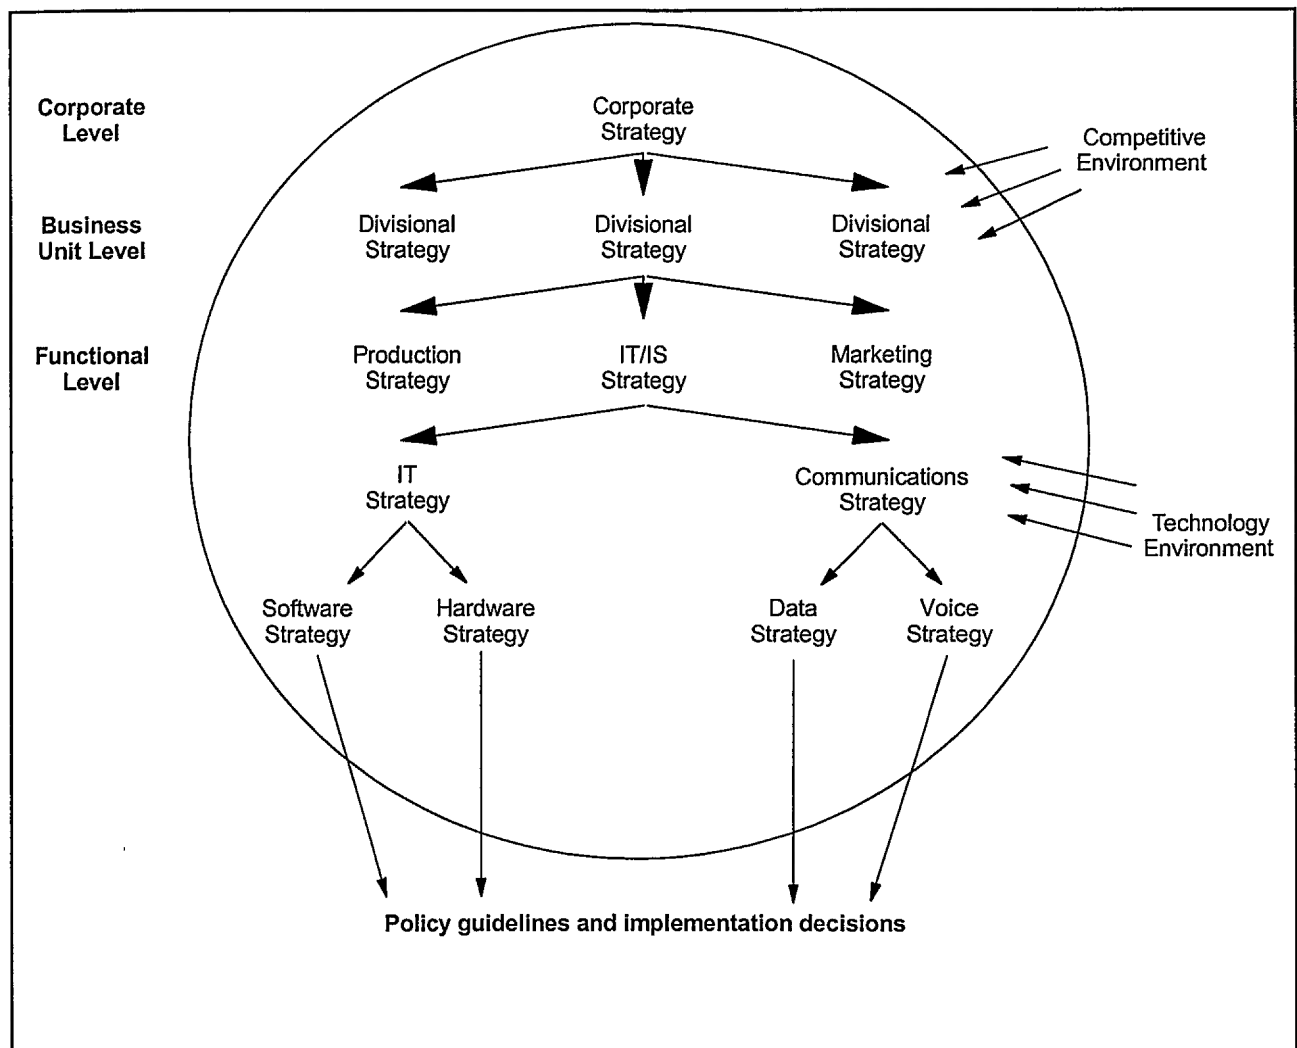 Corporate
Level
Corporate
Strategy
Competitive
Environment
Business
Unit Level
Divisional
Strategy
Divisional
Strategy
Divisional
Strategy
Functional
Level
Production
Strategy
IT/IS
Strategy
Marketing
Strategy
IT
Strategy
Communications
Strategy
Technology
Environment
Software
Strategy
Hardware
Strategy
Data
Strategy
Voice
Strategy
Policy guidelines and implementation decisions